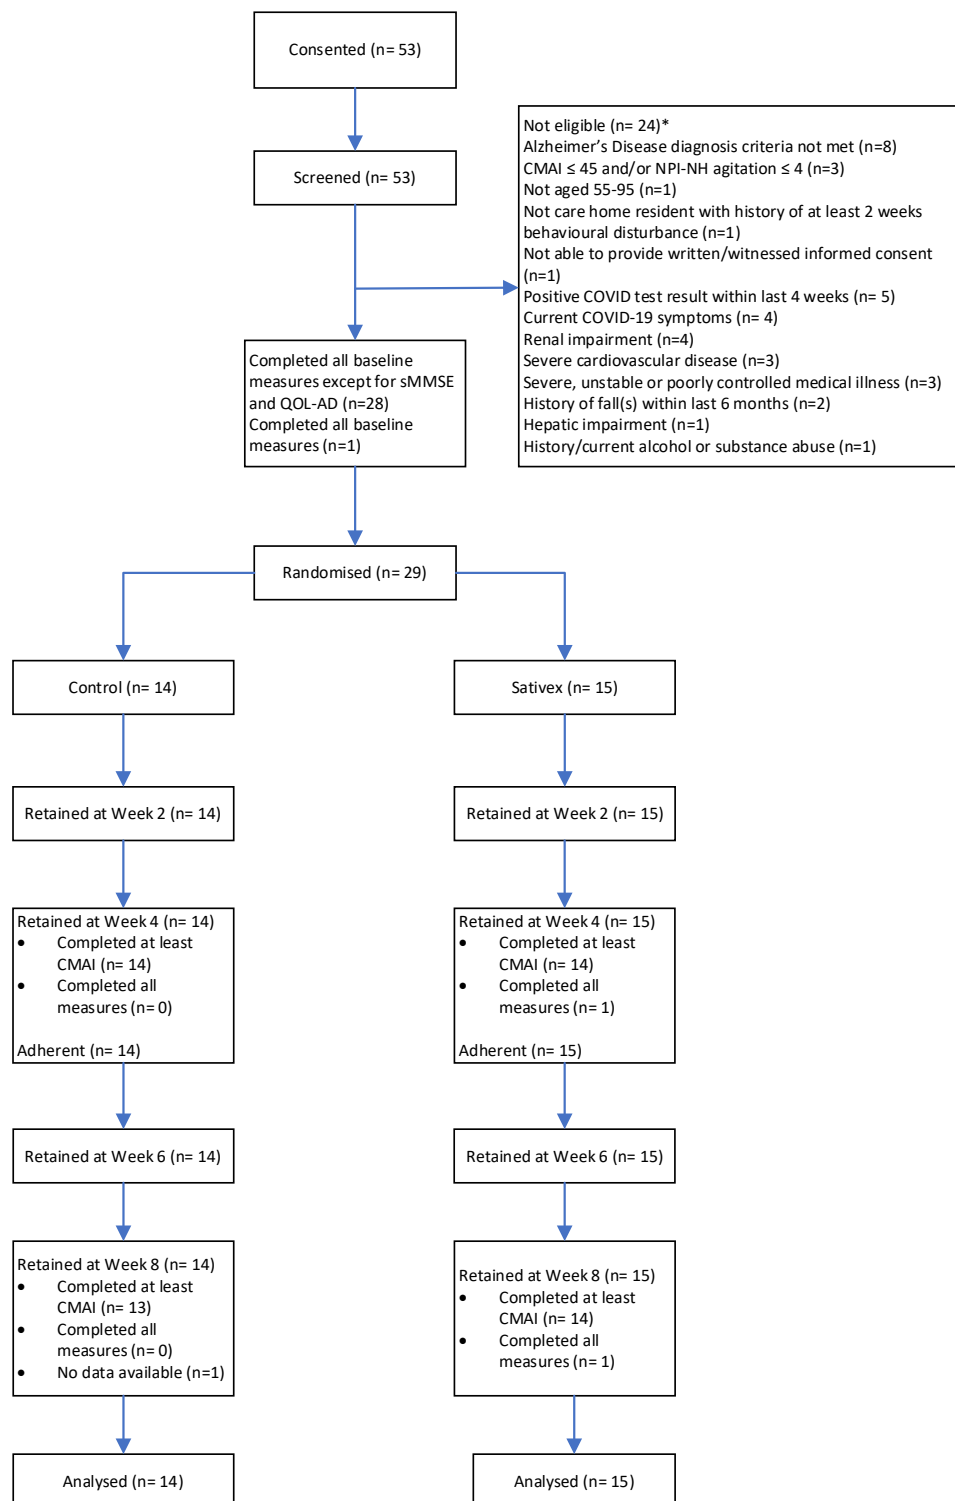 Consented (n= 53)
Screened (n= 53)
Not eligible (n= 24)*
Alzheimer's Disease diagnosis criteria not met (n=8)
CMAI ≤ 45 and/or NPI-NH agitation ≤ 4 (n=3)
Not aged 55-95 (n=1)
Not care home resident with history of at least 2 weeks
behavioural disturbance (n=1)
Not able to provide written/witnessed informed consent
(n=1)
Positive COVID test result within last 4 weeks (n= 5)
Current COVID-19 symptoms (n= 4)
Renal impairment (n=4)
Severe cardiovascular disease (n=3)
Severe, unstable or poorly controlled medical illness (n=3)
History of fall(s) within last 6 months (n=2)
Hepatic impairment (n=1)
History/current alcohol or substance abuse (n=1)
Completed all baseline
measures except for sMMSE
and QOL-AD (n=28)
Completed all baseline
measures (n=1)
Randomised (n= 29)
Control (n= 14)
Sativex (n= 15)
Retained at Week 2 (n= 14)
Retained at Week 2 (n= 15)
Retained at Week 4 (n= 14)
• Completed at least
CMAI (n= 14)
• Completed all
measures (n= 0)
Adherent (n= 14)
Retained at Week 4 (n= 15)
• Completed at least
CMAI (n= 14)
• Completed all
measures (n= 1)
Adherent (n= 15)
Retained at Week 6 (n= 14)
Retained at Week 6 (n= 15)
Retained at Week 8 (n= 14)
• Completed at least
CMAI (n= 13)
• Completed all
measures (n= 0)
• No data available (n=1)
Retained at Week 8 (n= 15)
• Completed at least
CMAI (n= 14)
• Completed all
measures (n= 1)
Analysed (n= 14)
Analysed (n= 15)